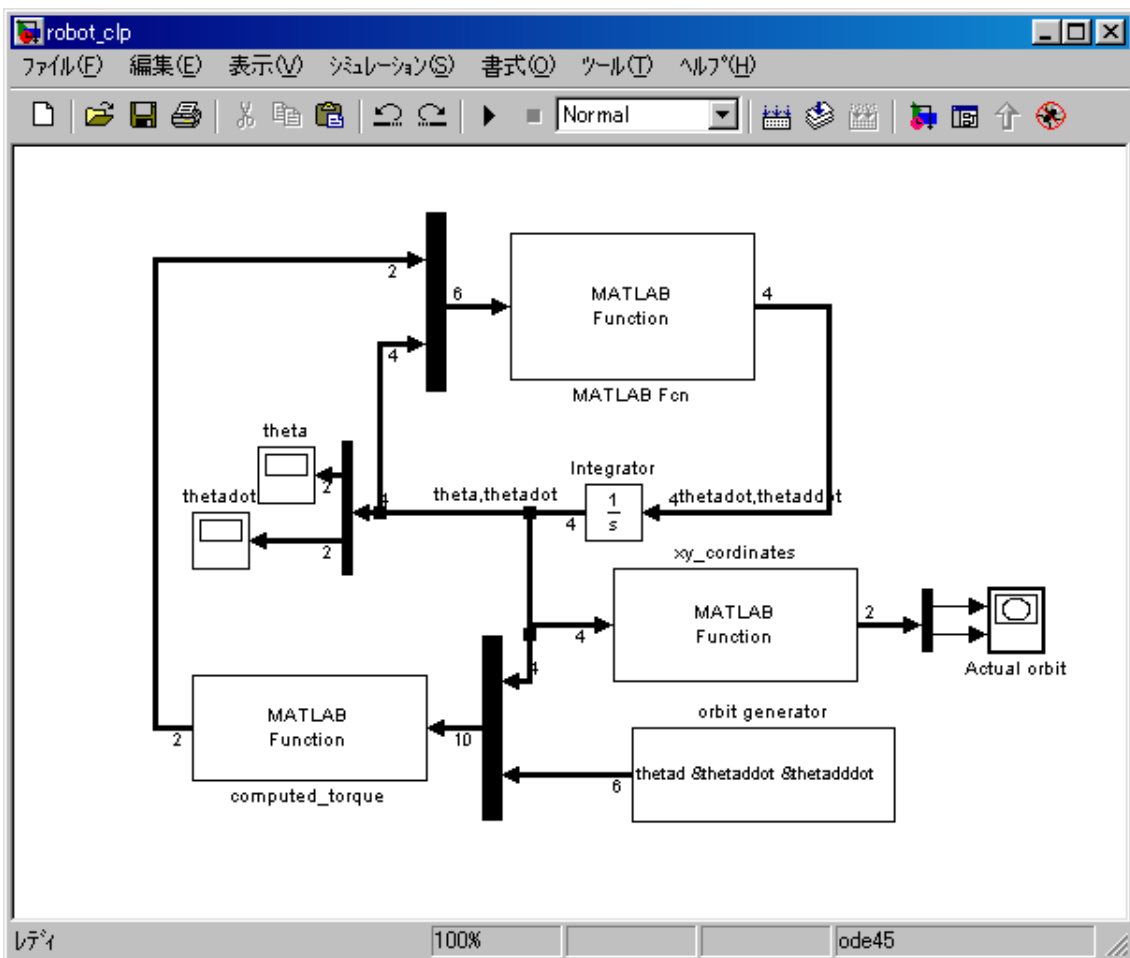 robot_clp
ファイル(F) 編集(E) 表示(V) シミュレーション(S) 書式(O) ツール(T) ヘルプ(H)
Normal
2
6
MATLAB
Function
4
4
MATLAB Fcn
theta
2
thetadot
2
4
theta,thetadot
Integrator
1
s
4
4
thetadot,thetaddot
xy_cordinates
MATLAB
Function
4
2
Actual orbit
4
MATLAB
Function
2
10
computed_torque
orbit generator
thetad &thetaddot &thetadddot
6
レディ 100% ode45